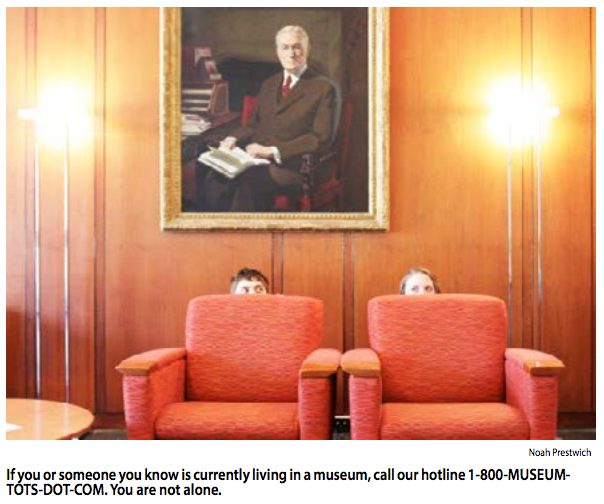 Noah Prestwich
If you or someone you know is currently living in a museum, call our hotline 1-800-MUSEUM-
TOTS-DOT-COM. You are not alone.